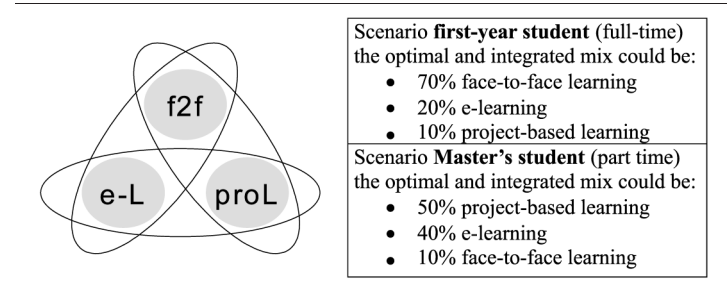 f2f
e-L
proL
Scenario first-year student (full-time)
the optimal and integrated mix could be:
• 70% face-to-face learning
• 20% e-learning
• 10% project-based learning
Scenario Master's student (part time)
the optimal and integrated mix could be:
• 50% project-based learning
• 40% e-learning
• 10% face-to-face learning